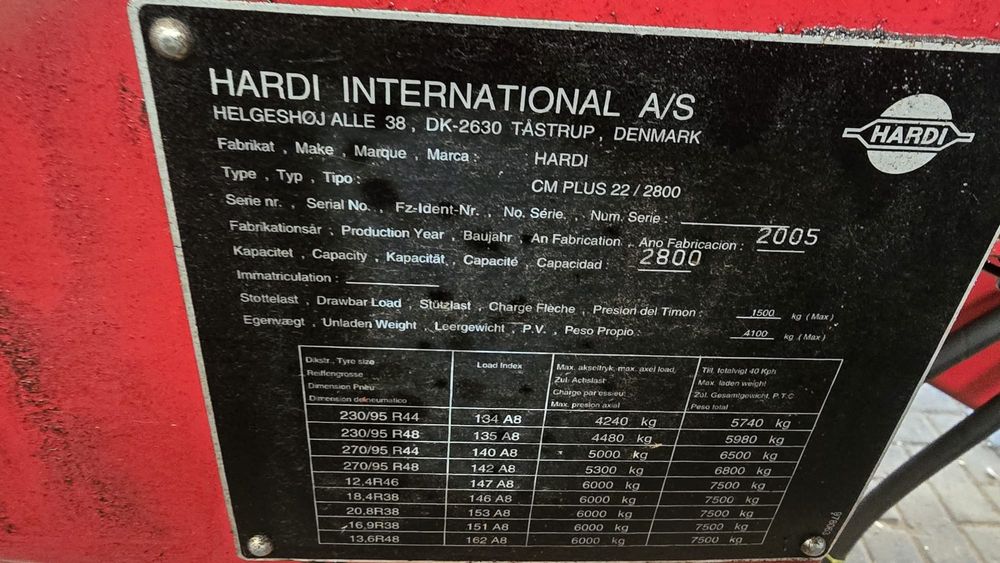 HARDI INTERNATIONAL A/S
HELGESHØJ ALLE 38, DK-2630 TÅSTRUP, DENMARK
HARDI
Fabrikat, Make, Marque, Marca: HARDI
Type, Typ, Tipo: CM PLUS 22/2800
Serie nr., Serial No., Fz-Ident-Nr., No. Série., Num. Serie:
Fabrikationsår, Production Year, Baujahr, An Fabrication, Ano Fabricacion: 2005
Kapacitet, Capacity, Kapacität, Capacité, Capacidad: 2800
Immatriculation:
Stottelast, Drawbar Load, Stützlast, Charge Flèche, Presion del Timon: 1500 kg (Max)
Egenvægt, Unladen Weight, Leergewicht, P.V., Peso Propio: 4100 kg (Max)
Dikstr., Tyre size
Reiffengrosse
Dimension Pneu
Dimension deineumatico
Load Index
Max. akseltryk, max. axel load,
Zul. Achslast
Charge par essieu
Max. presion axial
Till. totalvigt 40 Kph
Max. laden weight
Zul. Gesamtgewicht, P.T.C
Peso total
230/95 R44 134 A8 4240 kg 5740 kg
230/95 R48 135 A8 4480 kg 5980 kg
270/95 R44 140 A8 5000 kg 6500 kg
270/95 R48 142 A8 5300 kg 6800 kg
12,4R46 147 A8 6000 kg 7500 kg
18,4R38 146 A8 6000 kg 7500 kg
20,8R38 153 A8 6000 kg 7500 kg
16,9R38 151 A8 6000 kg 7500 kg
13,6R48 162 A8 6000 kg 7500 kg